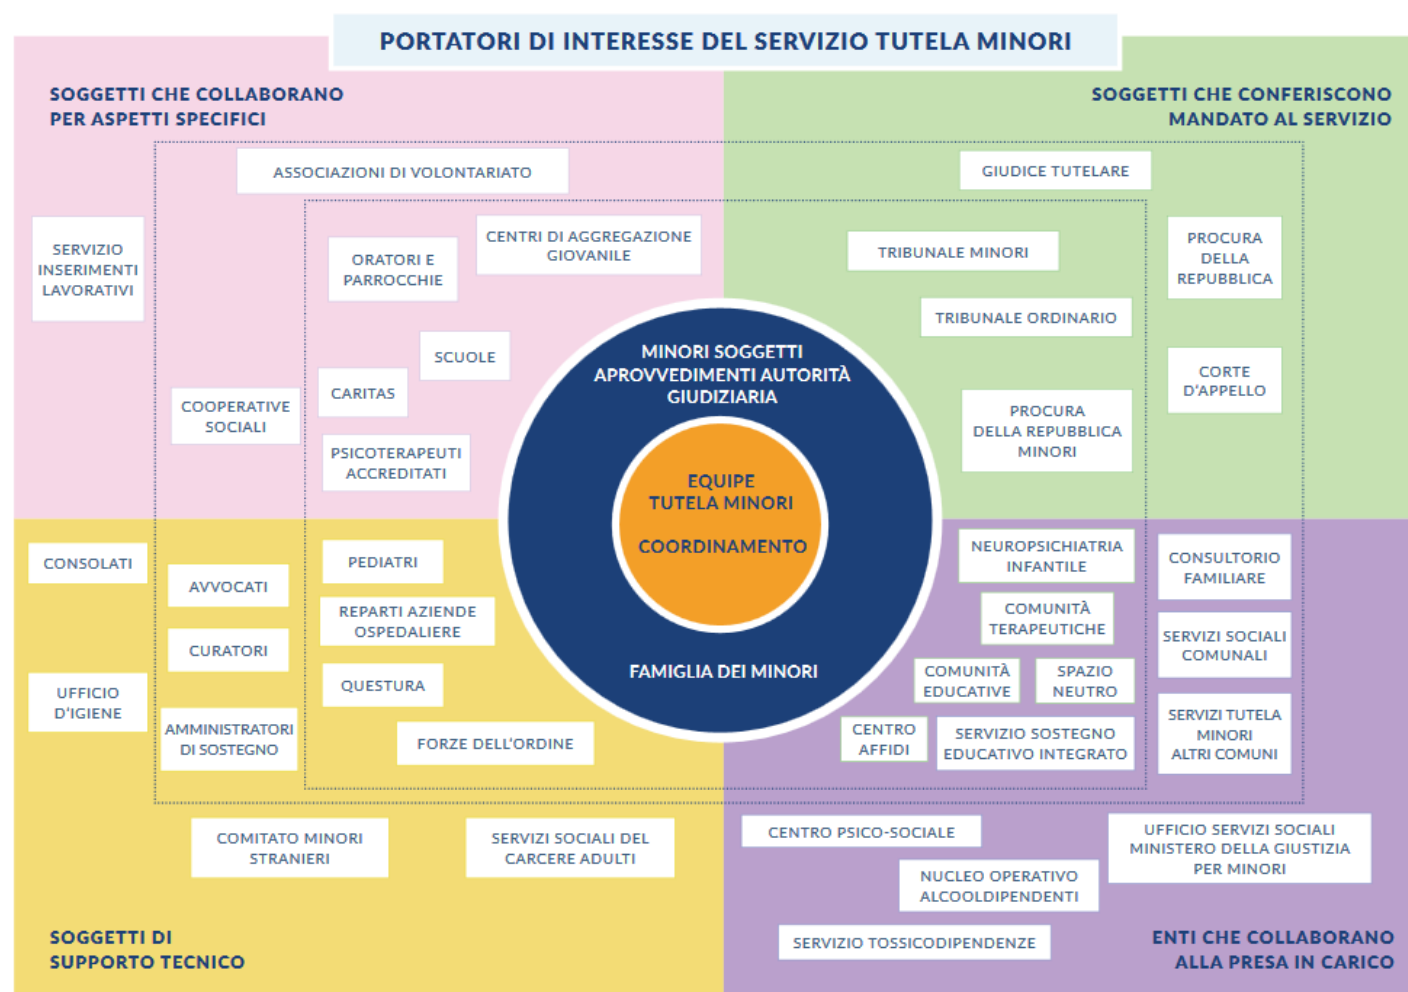 PORTATORI DI INTERESSE DEL SERVIZIO TUTELA MINORI
SOGGETTI CHE COLLABORANO
PER ASPETTI SPECIFICI
ASSOCIAZIONI DI VOLONTARIATO
SERVIZIO
INSERIMENTI
LAVORATIVI
ORATORI E
PARROCCHIE
CENTRI DI AGGREGAZIONE
GIOVANILE
SCUOLE
CARITAS
COOPERATIVE
SOCIALI
PSICOTERAPEUTI
ACCREDITATI
SOGGETTI CHE CONFERISCONO
MANDATO AL SERVIZIO
GIUDICE TUTELARE
TRIBUNALE MINORI
PROCURA
DELLA
REPUBBLICA
TRIBUNALE ORDINARIO
CORTE
D'APPELLO
PROCURA
DELLA REPUBBLICA
MINORI
MINORI SOGGETTI
APROVVEDIMENTI AUTORITÀ
GIUDIZIARIA
EQUIPE
TUTELA MINORI
COORDINAMENTO
FAMIGLIA DEI MINORI
CONSOLATI
AVVOCATI
PEDIATRI
REPARTI AZIENDE
OSPEDALIERE
CURATORI
QUESTURA
UFFICIO
D'IGIENE
AMMINISTRATORI
DI SOSTEGNO
FORZE DELL'ORDINE
COMITATO MINORI
STRANIERI
SERVIZI SOCIALI DEL
CARCERE ADULTI
SOGGETTI DI
SUPPORTO TECNICO
NEUROPSICHIATRIA
INFANTILE
CONSULTORIO
FAMILIARE
COMUNITÀ
TERAPEUTICHE
SERVIZI SOCIALI
COMUNALI
COMUNITÀ
EDUCATIVE
SPAZIO
NEUTRO
CENTRO
AFFIDI
SERVIZIO SOSTEGNO
EDUCATIVO INTEGRATO
SERVIZI TUTELA
MINORI
ALTRI COMUNI
CENTRO PSICO-SOCIALE
UFFICIO SERVIZI SOCIALI
MINISTERO DELLA GIUSTIZIA
PER MINORI
NUCLEO OPERATIVO
ALCOOLDIPENDENTI
SERVIZIO TOSSICODIPENDENZE
ENTI CHE COLLABORANO
ALLA PRESA IN CARICO